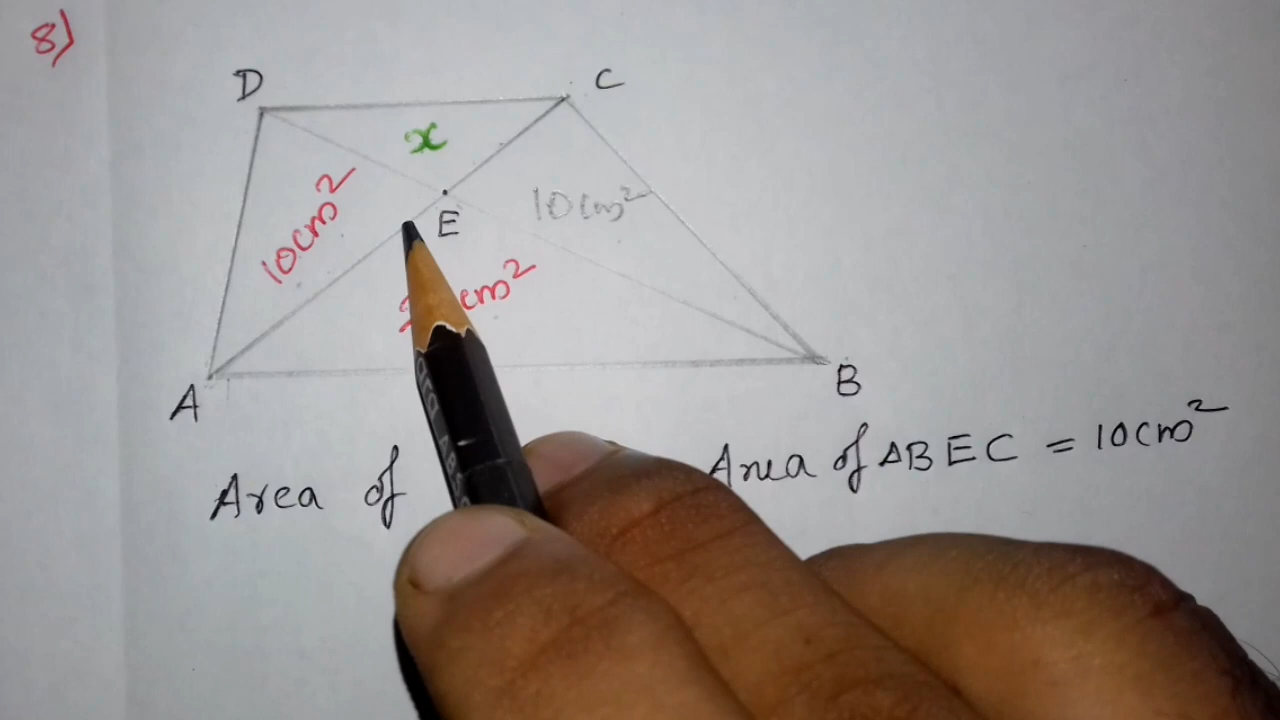 8)
D C
x
10cm²
10cm²
E
cm²
A B
Area of Area of ΔBEC = 10cm²